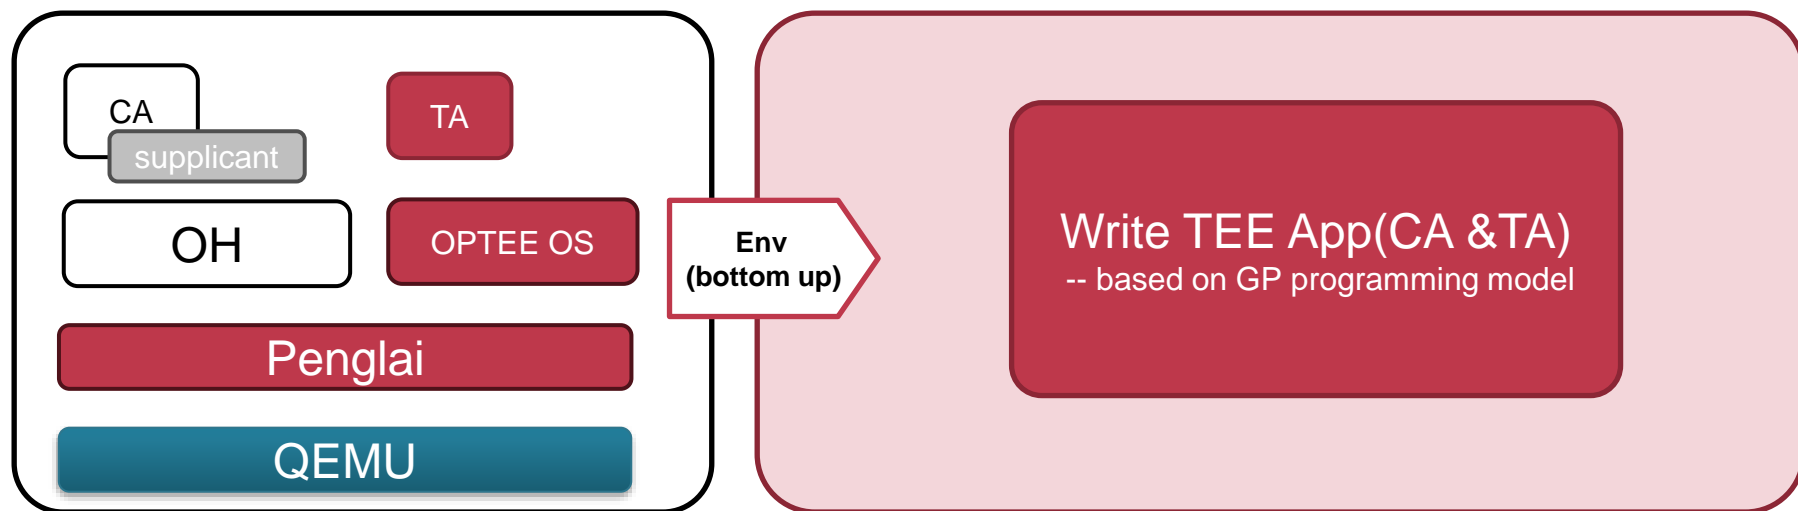 CA
supplicant
TA
OH
OPTEE OS
Penglai
QEMU
Env
(bottom up)
Write TEE App(CA &TA)
-- based on GP programming model